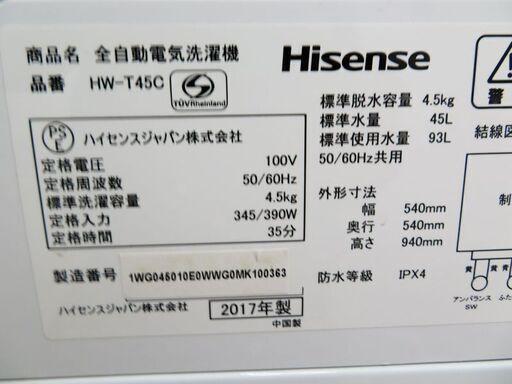 商品名 全自動電気洗濯機
品番 HW-T45C
TÜVRheinland
PS
E
ハイセンスジャパン株式会社
定格電圧 100V
定格周波数 50/60Hz
標準洗濯容量 4.5kg
定格入力 345/390W
定格時間 35分
製造番号 1WG045010E0WWG0MK100363
ハイセンスジャパン株式会社 2017年製
中国製
Hisense
標準脱水容量 4.5kg
標準水量 45L
標準使用水量 93L
50/60Hz共用
外形寸法
幅 540mm
奥行 540mm
高さ 940mm
防水等級 IPX4
警
結線図
制
黄 黄 黄
アンバランス
SW
ふた